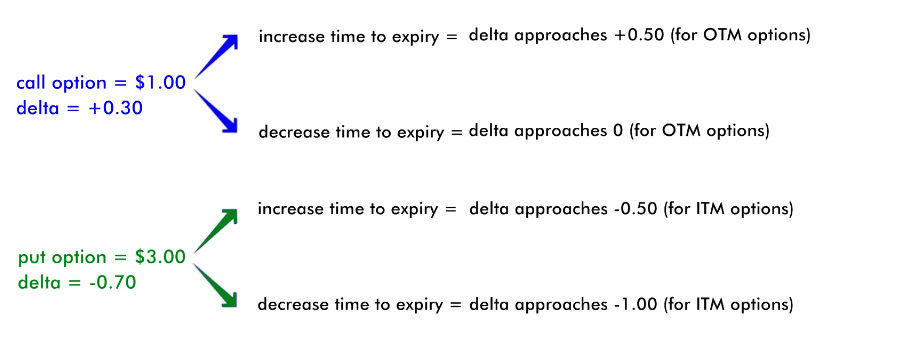 increase time to expiry = delta approaches +0.50 (for OTM options)
call option = $1.00
delta = +0.30
decrease time to expiry = delta approaches 0 (for OTM options)
increase time to expiry = delta approaches -0.50 (for ITM options)
put option = $3.00
delta = -0.70
decrease time to expiry = delta approaches -1.00 (for ITM options)